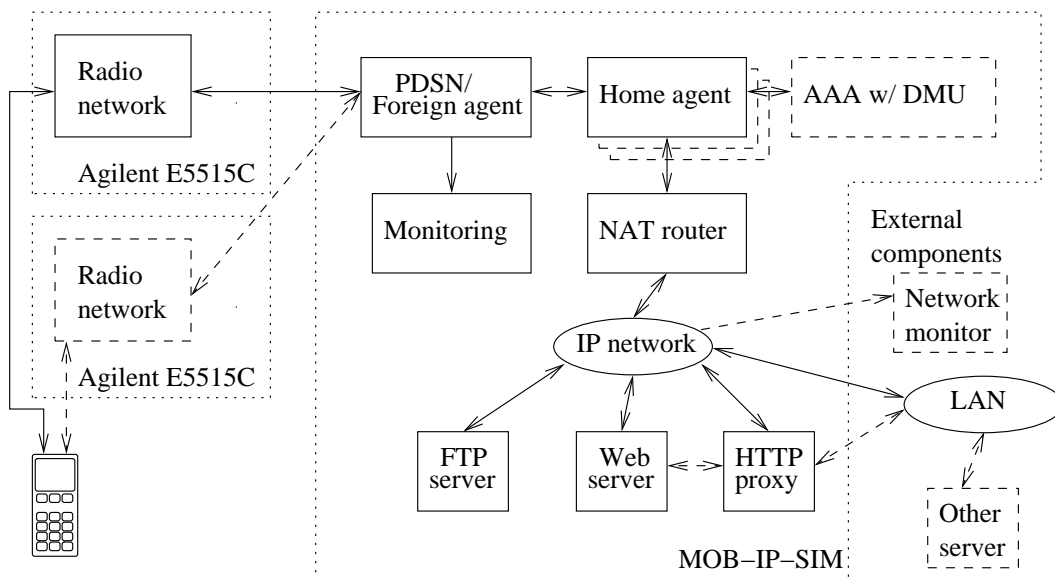 Radio
network
Agilent E5515C
Radio
network
Agilent E5515C
PDSN/
Foreign agent
Home agent
AAA w/ DMU
Monitoring
NAT router
External
components
Network
monitor
IP network
LAN
FTP
server
Web
server
HTTP
proxy
Other
server
MOB−IP−SIM